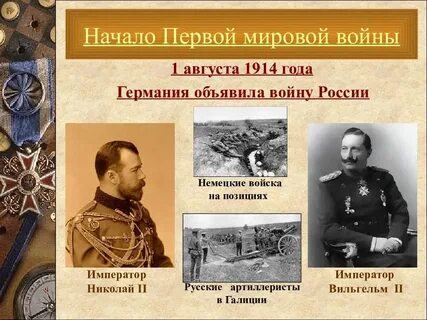 Начало Первой мировой войны
1 августа 1914 года
Германия объявила войну России
Немецкие войска
на позициях
Император
Николай II
Русские артиллеристы
в Галиции
Император
Вильгельм II